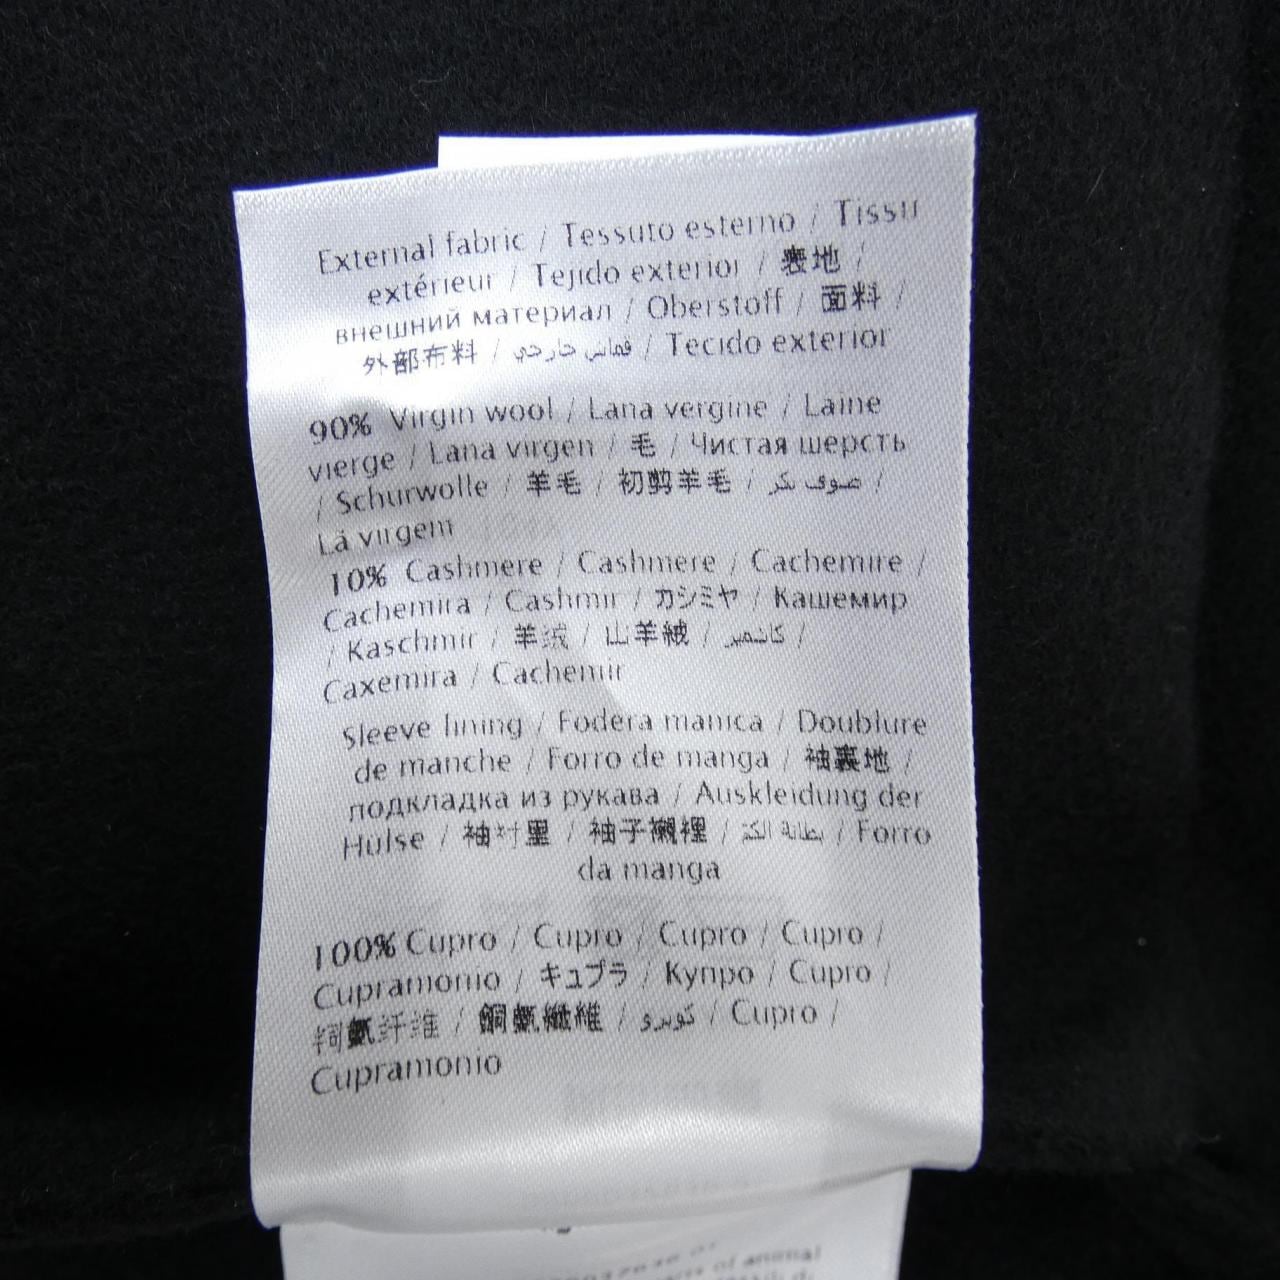 External fabric / Tessuto esterno / Tissu
extérieur / Tejido exterior / 表地 /
внешний материал / Oberstoff / 面料 /
外部布料 / قماش خارجي / Tecido exterior
90% Virgin wool / Lana vergine / Laine
vierge / Lana virgen / 毛 / Чистая шерсть
/ Schurwolle / 羊毛 / 初剪羊毛 / صوف بكر /
Lã virgem
10% Cashmere / Cashmere / Cachemire /
Cachemira / Cashmir / カシミヤ / Кашемир
/ Kaschmir / 羊绒 / 山羊絨 / كاشمير /
Caxemira / Cachemir
Sleeve lining / Fodera manica / Doublure
de manche / Forro de manga / 袖裏地 /
подкладка из рукава / Auskleidung der
Hülse / 袖衬里 / 袖子襯裡 / بطانة الكم / Forro
da manga
100% Cupro / Cupro / Cupro / Cupro /
Cupramonio / キュプラ / Купро / Cupro /
铜氨纤维 / 銅氨纖維 / كوبرو / Cupro /
Cupramonio
of animal